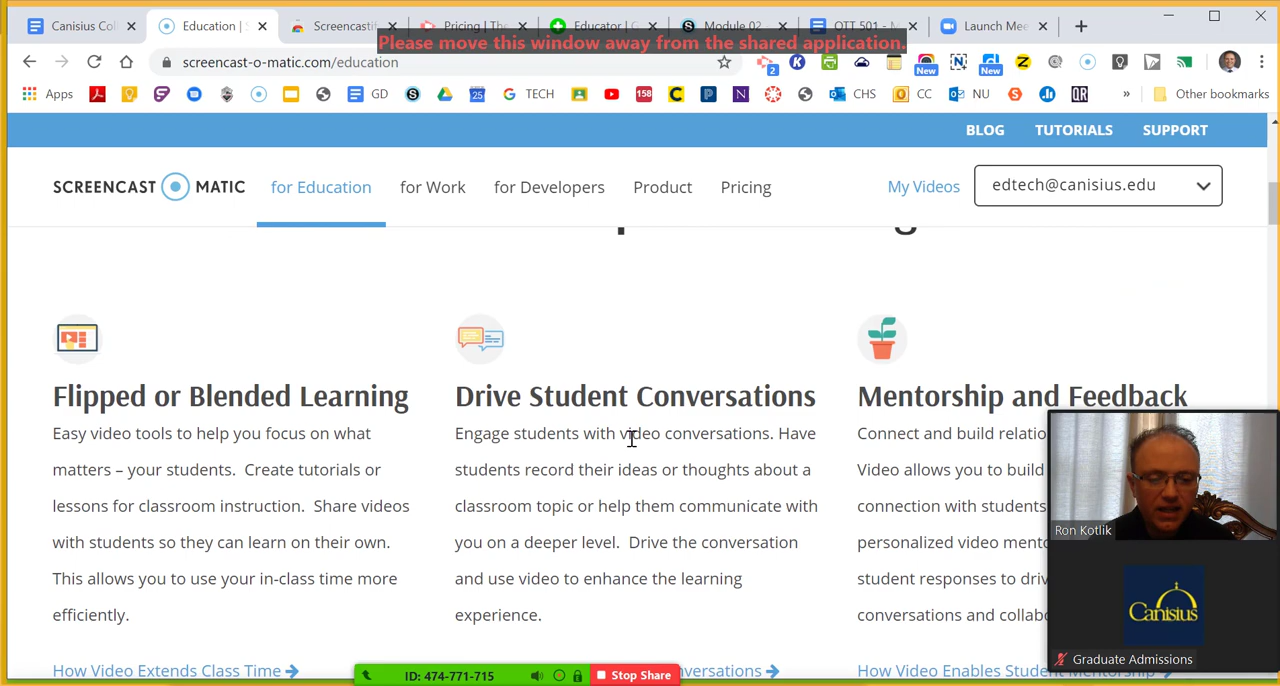 Canisius Col
Education |
Screencastif
Pricing | The
Educator | G
Module 02 -
OTT 501 - M
Launch Mee
Please move this window away from the shared application.
screencast-o-matic.com/education
2
New
New
Apps
GD
TECH
158
CHS
CC
NU
QR
»
Other bookmarks
BLOG TUTORIALS SUPPORT
SCREENCAST MATIC for Education for Work for Developers Product Pricing My Videos edtech@canisius.edu
Flipped or Blended Learning
Easy video tools to help you focus on what
matters – your students. Create tutorials or
lessons for classroom instruction. Share videos
with students so they can learn on their own.
This allows you to use your in-class time more
efficiently.
How Video Extends Class Time
Drive Student Conversations
Engage students with video conversations. Have
students record their ideas or thoughts about a
classroom topic or help them communicate with
you on a deeper level. Drive the conversation
and use video to enhance the learning
experience.
nversations
Mentorship and Feedback
Connect and build relatio
Video allows you to build
connection with students
personalized video mento
student responses to driv
conversations and collabo
How Video Enables Student Mentorship
Ron Kotlik
Canisius
Graduate Admissions
ID: 474-771-715 Stop Share